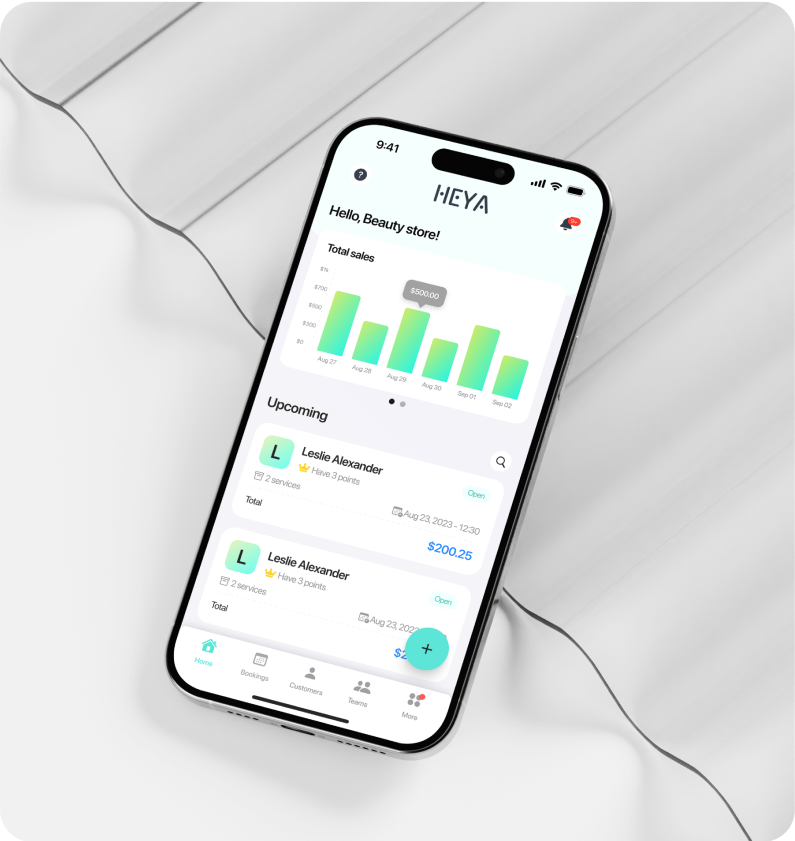 9:41
?
HEYA
9+
Hello, Beauty store!
Total sales
$1k
$700
$500.00
$500
$300
$0
Aug 27
Aug 28
Aug 29
Aug 30
Sep 01
Sep 02
Upcoming
L
Leslie Alexander
Have 3 points
Open
2 services
Aug 23, 2023 - 12:30
Total
$200.25
L
Leslie Alexander
Have 3 points
Open
2 services
Aug 23, 202
Total
$2
+
Home
Bookings
Customers
Teams
More